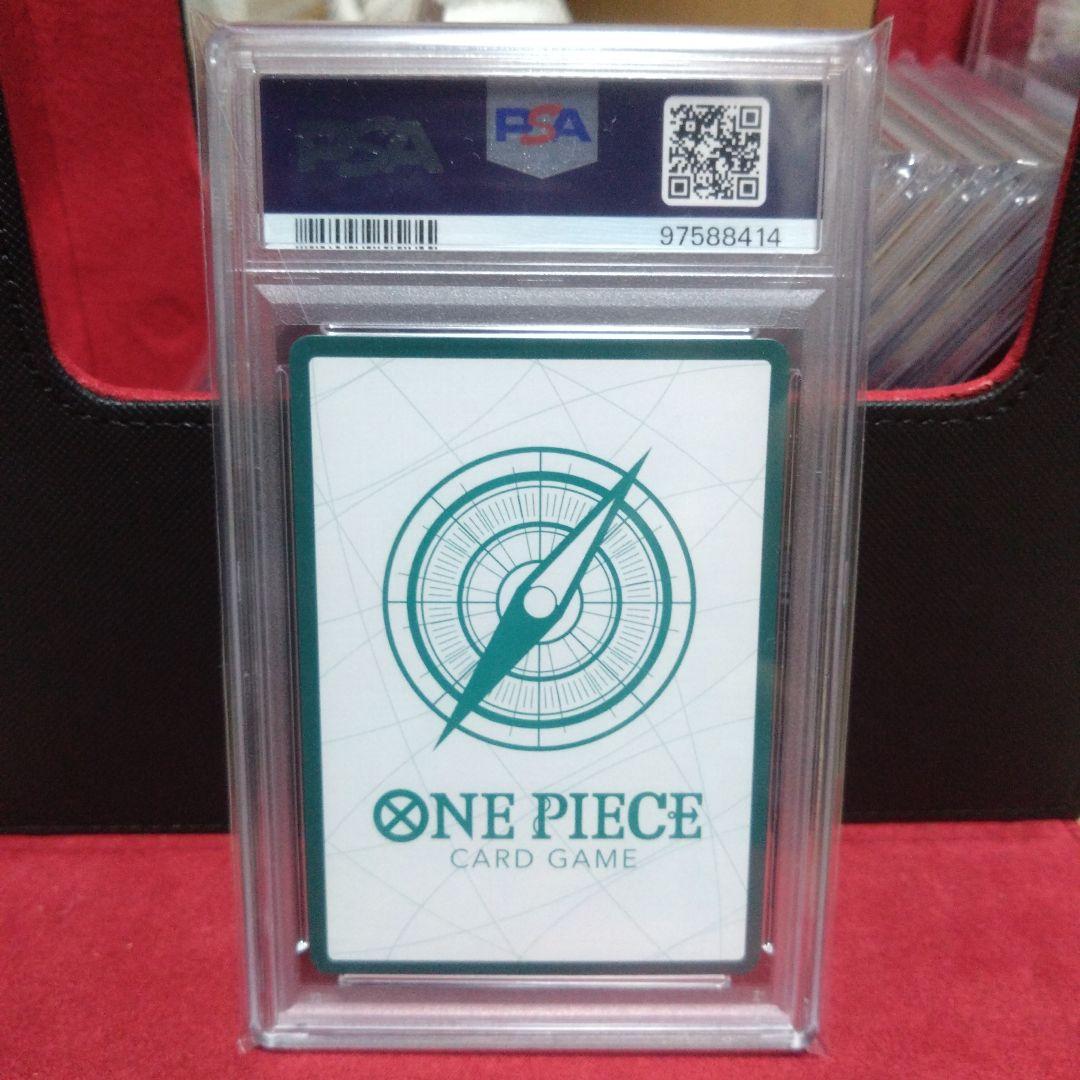 PSA
PSA
97588414
ONE PIECE
CARD GAME